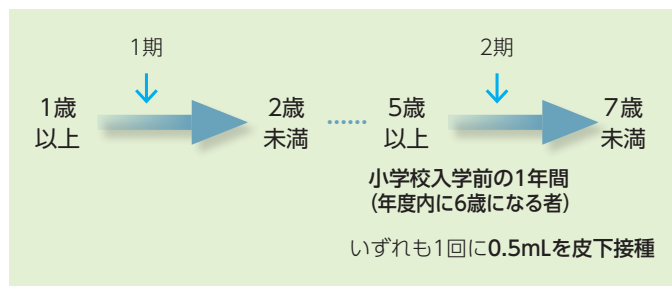 1期
2期
1歳
以上
2歳
未満
……
5歳
以上
7歳
未満
小学校入学前の1年間
(年度内に6歳になる者)
いずれも1回に0.5mLを皮下接種